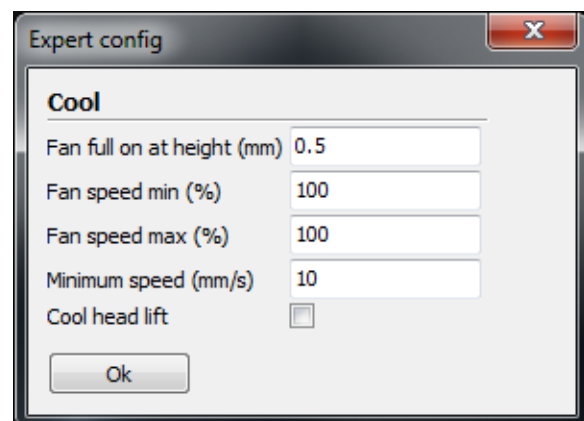 Expert config
Cool
Fan full on at height (mm) 0.5
Fan speed min (%) 100
Fan speed max (%) 100
Minimum speed (mm/s) 10
Cool head lift
Ok